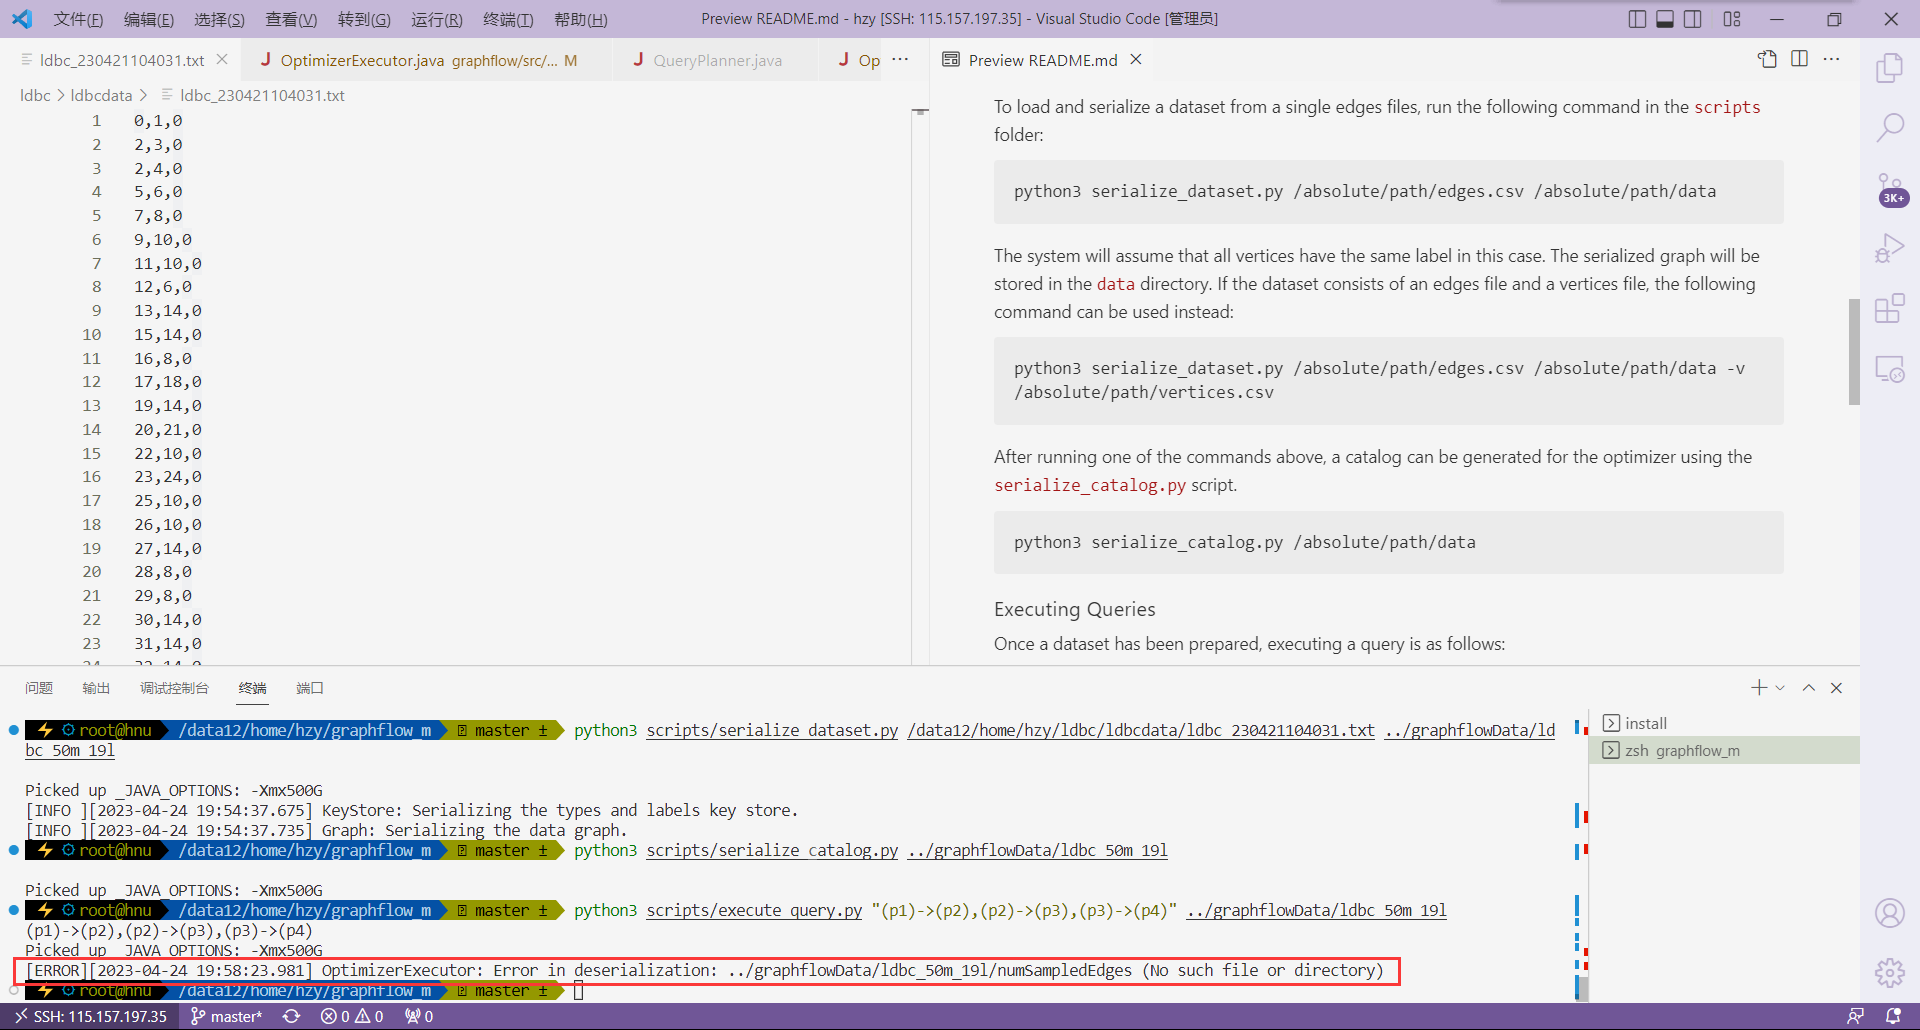 文件(F) 编辑(E) 选择(S) 查看(V) 转到(G) 运行(R) 终端(T) 帮助(H) Preview README.md - hzy [SSH: 115.157.197.35] - Visual Studio Code [管理员]
ldbc_230421104031.txt OptimizerExecutor.java graphflow/src/... M QueryPlanner.java Op ···
Preview README.md ···
ldbc > ldbcdata > ldbc_230421104031.txt
1 0,1,0
2 2,3,0
3 2,4,0
4 5,6,0
5 7,8,0
6 9,10,0
7 11,10,0
8 12,6,0
9 13,14,0
10 15,14,0
11 16,8,0
12 17,18,0
13 19,14,0
14 20,21,0
15 22,10,0
16 23,24,0
17 25,10,0
18 26,10,0
19 27,14,0
20 28,8,0
21 29,8,0
22 30,14,0
23 31,14,0
24 32,14,0
To load and serialize a dataset from a single edges files, run the following command in the scripts
folder:
python3 serialize_dataset.py /absolute/path/edges.csv /absolute/path/data
The system will assume that all vertices have the same label in this case. The serialized graph will be
stored in the data directory. If the dataset consists of an edges file and a vertices file, the following
command can be used instead:
python3 serialize_dataset.py /absolute/path/edges.csv /absolute/path/data -v
/absolute/path/vertices.csv
After running one of the commands above, a catalog can be generated for the optimizer using the
serialize_catalog.py script.
python3 serialize_catalog.py /absolute/path/data
Executing Queries
Once a dataset has been prepared, executing a query is as follows:
3K+
问题 输出 调试控制台 终端 端口
root@hnu /data12/home/hzy/graphflow_m master ± python3 scripts/serialize_dataset.py /data12/home/hzy/ldbc/ldbcdata/ldbc_230421104031.txt ../graphflowData/ld
bc_50m_19l
Picked up _JAVA_OPTIONS: -Xmx500G
[INFO ][2023-04-24 19:54:37.675] KeyStore: Serializing the types and labels key store.
[INFO ][2023-04-24 19:54:37.735] Graph: Serializing the data graph.
root@hnu /data12/home/hzy/graphflow_m master ± python3 scripts/serialize_catalog.py ../graphflowData/ldbc_50m_19l
Picked up _JAVA_OPTIONS: -Xmx500G
root@hnu /data12/home/hzy/graphflow_m master ± python3 scripts/execute_query.py "(p1)->(p2),(p2)->(p3),(p3)->(p4)" ../graphflowData/ldbc_50m_19l
(p1)->(p2),(p2)->(p3),(p3)->(p4)
Picked up _JAVA_OPTIONS: -Xmx500G
[ERROR][2023-04-24 19:58:23.981] OptimizerExecutor: Error in deserialization: ../graphflowData/ldbc_50m_19l/numSampledEdges (No such file or directory)
root@hnu /data12/home/hzy/graphflow_m master ±
install
zsh graphflow_m
SSH: 115.157.197.35 master* 0 0 0